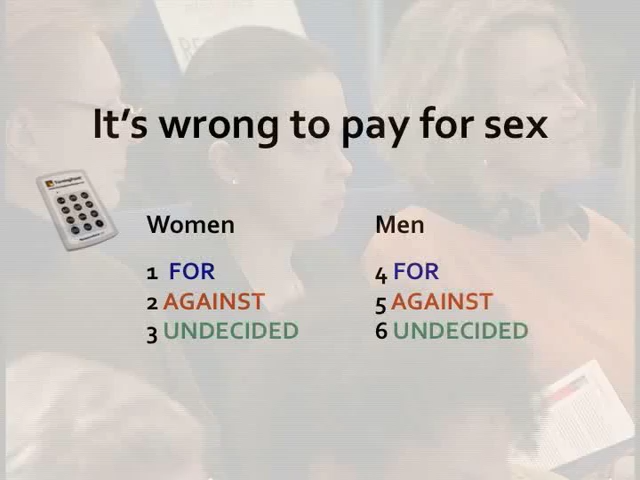 It's wrong to pay for sex
Women
1 FOR
2 AGAINST
3 UNDECIDED
Men
4 FOR
5 AGAINST
6 UNDECIDED